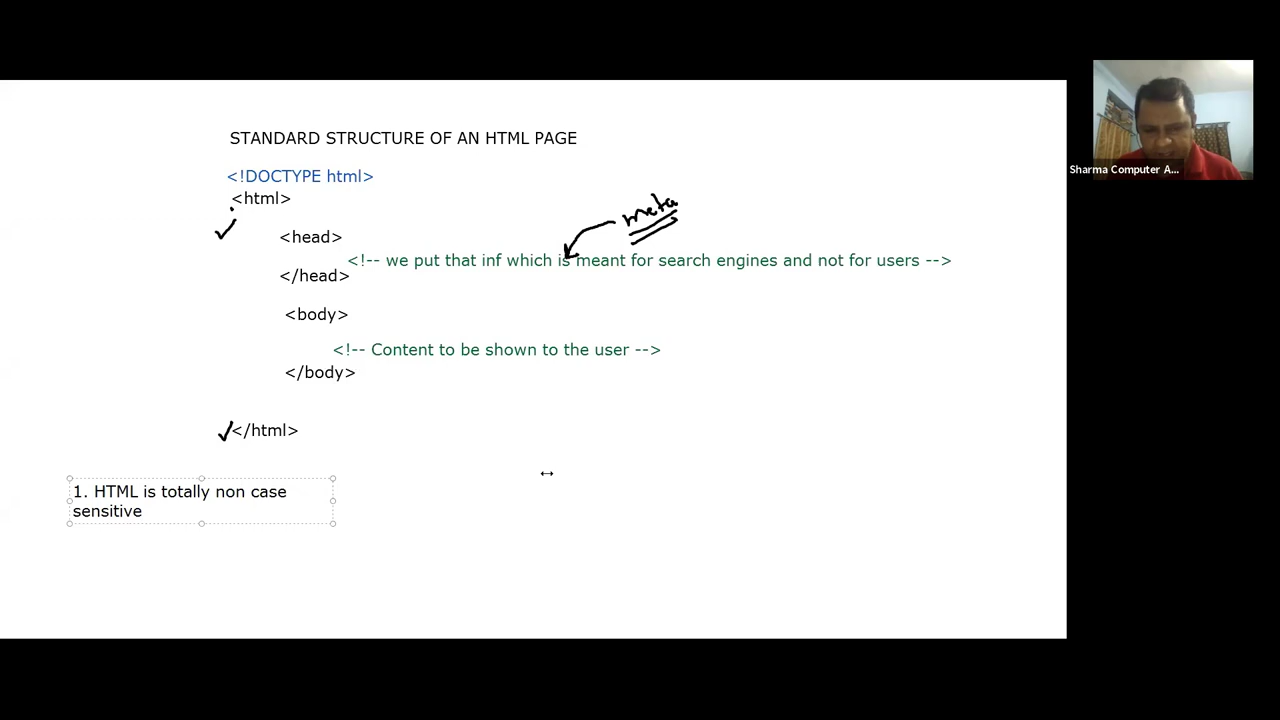 STANDARD STRUCTURE OF AN HTML PAGE
<!DOCTYPE html>
<html>
meta
<head>
<!-- we put that inf which is meant for search engines and not for users -->
</head>
<body>
<!-- Content to be shown to the user -->
</body>
</html>
1. HTML is totally non case
sensitive
Sharma Computer A...